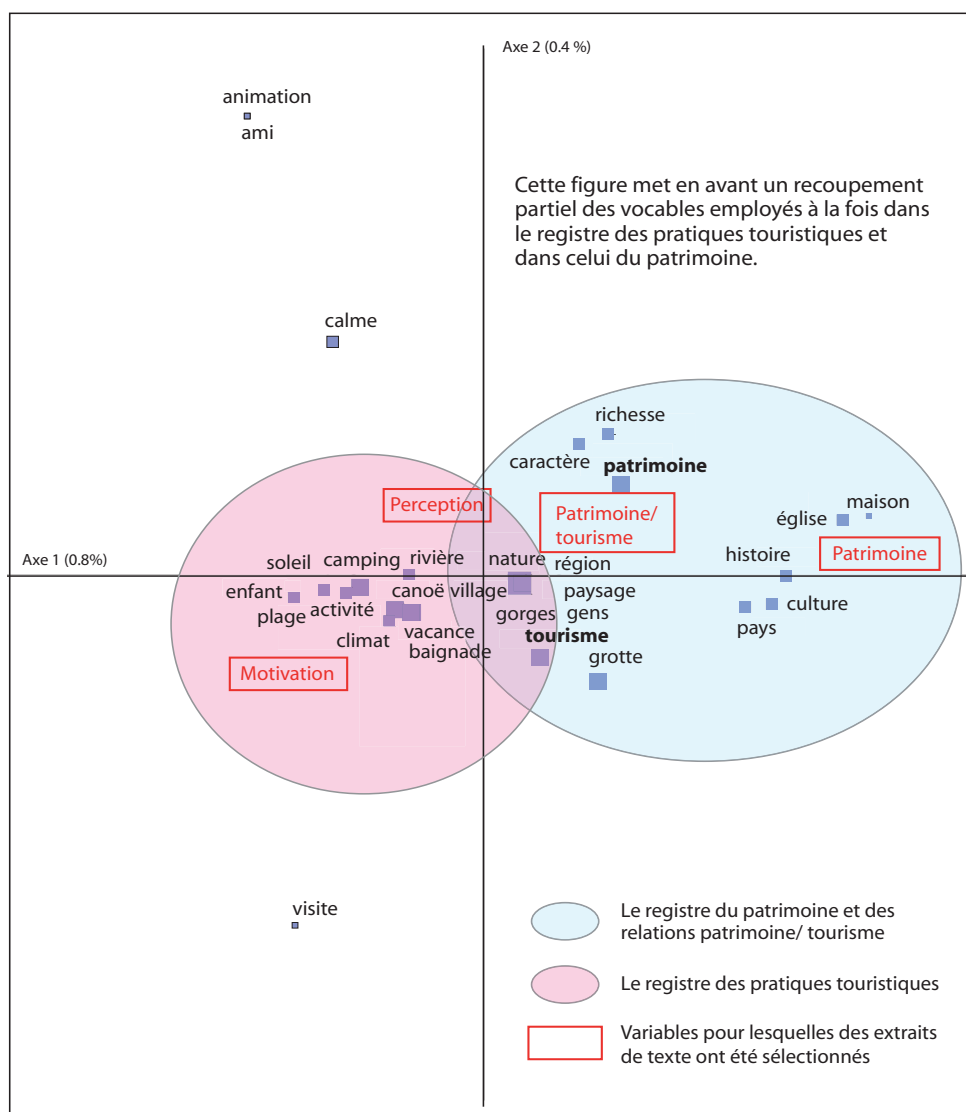 Axe 2 (0.4 %)
animation
ami
Cette figure met en avant un recoupement
partiel des vocables employés à la fois dans
le registre des pratiques touristiques et
dans celui du patrimoine.
calme
richesse
caractère
patrimoine
Perception
Patrimoine/
tourisme
maison
église
Patrimoine
histoire
Axe 1 (0.8%)
soleil
camping
rivière
nature
région
enfant
activité
canoë
village
paysage
plage
gorges
gens
culture
pays
climat
vacance
baignade
tourisme
grotte
Motivation
visite
Le registre du patrimoine et des
relations patrimoine/ tourisme
Le registre des pratiques touristiques
Variables pour lesquelles des extraits
de texte ont été sélectionnés